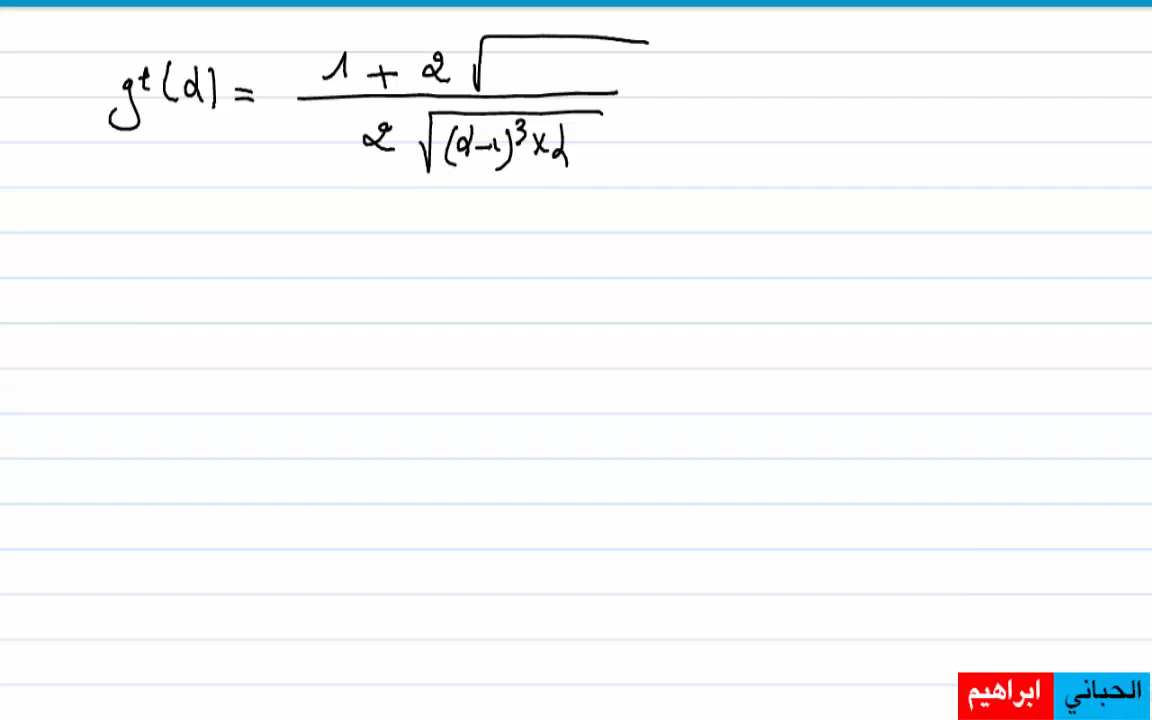 g'(α) = (1 + 2√ ) / (2√((α-1)³×α))
الحباني ابراهيم